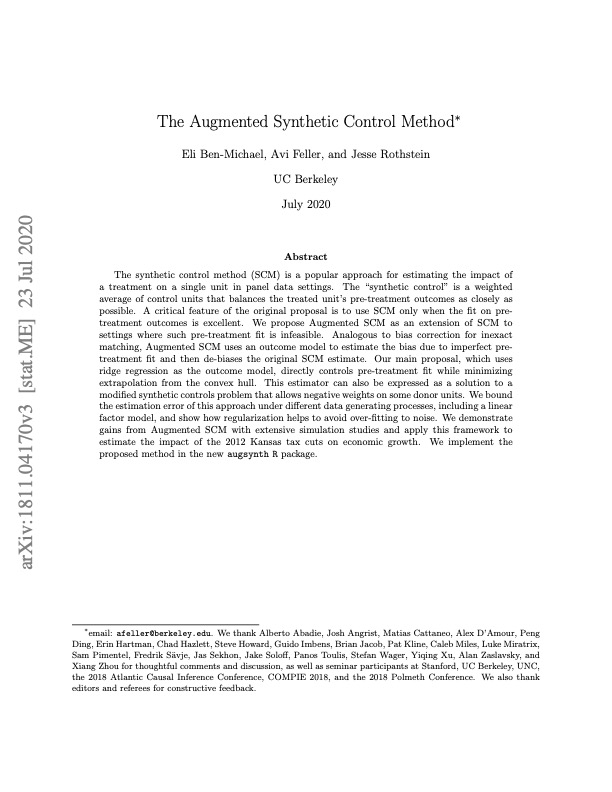 The Augmented Synthetic Control Method*
Eli Ben-Michael, Avi Feller, and Jesse Rothstein
UC Berkeley
July 2020
Abstract
The synthetic control method (SCM) is a popular approach for estimating the impact of
a treatment on a single unit in panel data settings. The “synthetic control” is a weighted
average of control units that balances the treated unit's pre-treatment outcomes as closely as
possible. A critical feature of the original proposal is to use SCM only when the fit on pre-
treatment outcomes is excellent. We propose Augmented SCM as an extension of SCM to
settings where such pre-treatment fit is infeasible. Analogous to bias correction for inexact
matching, Augmented SCM uses an outcome model to estimate the bias due to imperfect pre-
treatment fit and then de-biases the original SCM estimate. Our main proposal, which uses
ridge regression as the outcome model, directly controls pre-treatment fit while minimizing
extrapolation from the convex hull. This estimator can also be expressed as a solution to a
modified synthetic controls problem that allows negative weights on some donor units. We bound
the estimation error of this approach under different data generating processes, including a linear
factor model, and show how regularization helps to avoid over-fitting to noise. We demonstrate
gains from Augmented SCM with extensive simulation studies and apply this framework to
estimate the impact of the 2012 Kansas tax cuts on economic growth. We implement the
proposed method in the new augsynth R package.
*email: afeller@berkeley.edu. We thank Alberto Abadie, Josh Angrist, Matias Cattaneo, Alex D'Amour, Peng
Ding, Erin Hartman, Chad Hazlett, Steve Howard, Guido Imbens, Brian Jacob, Pat Kline, Caleb Miles, Luke Miratrix,
Sam Pimentel, Fredrik Sävje, Jas Sekhon, Jake Soloff, Panos Toulis, Stefan Wager, Yiqing Xu, Alan Zaslavsky, and
Xiang Zhou for thoughtful comments and discussion, as well as seminar participants at Stanford, UC Berkeley, UNC,
the 2018 Atlantic Causal Inference Conference, COMPIE 2018, and the 2018 Polmeth Conference. We also thank
editors and referees for constructive feedback.
arXiv:1811.04170v3 [stat.ME] 23 Jul 2020